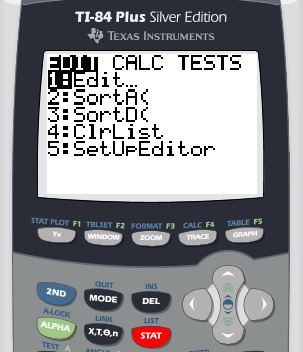 TI-84 Plus Silver Edition
TEXAS INSTRUMENTS
EDIT CALC TESTS
1:Edit…
2:SortA(
3:SortD(
4:ClrList
5:SetUpEditor
STAT PLOT F1 TBLSET F2 FORMAT F3 CALC F4 TABLE F5
Y= WINDOW ZOOM TRACE GRAPH
QUIT INS
2ND MODE DEL
A-LOCK LINK LIST
ALPHA X,T,Θ,n STAT
TEST A